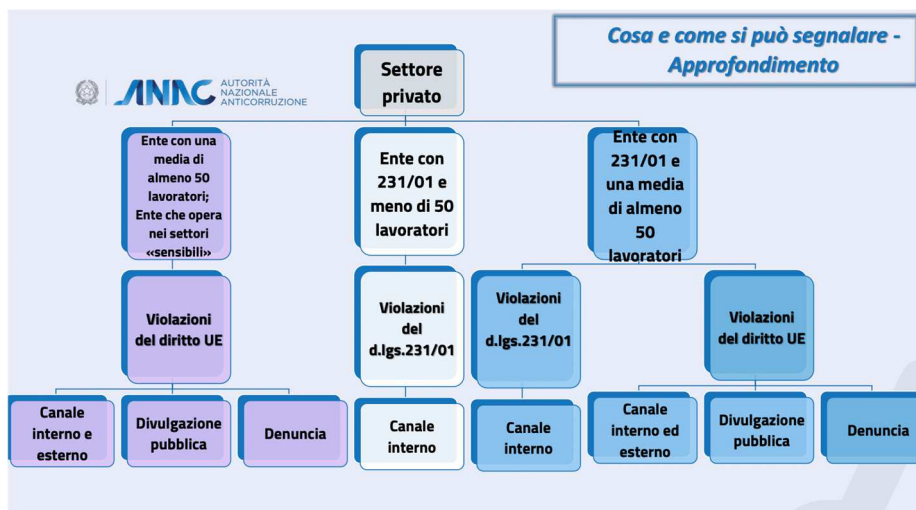 Cosa e come si può segnalare -
Approfondimento
ANAC
AUTORITÀ
NAZIONALE
ANTICORRUZIONE
Settore
privato
Ente con una
media di
almeno 50
lavoratori;
Ente che opera
nei settori
«sensibili»
Ente con
231/01 e
meno di 50
lavoratori
Ente con
231/01 e
una media
di almeno
50
lavoratori
Violazioni
del diritto UE
Violazioni
del
d.lgs.231/01
Violazioni
del
d.lgs.231/01
Violazioni
del diritto UE
Canale
interno e
esterno
Divulgazione
pubblica
Denuncia
Canale
interno
Canale
interno
Canale
interno ed
esterno
Divulgazione
pubblica
Denuncia